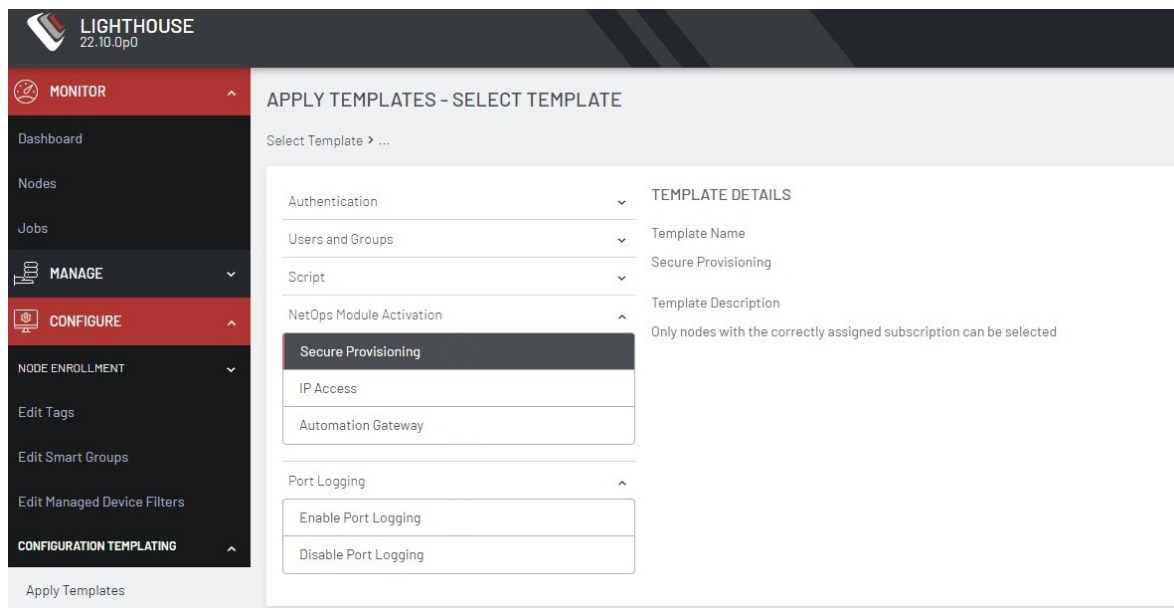 LIGHTHOUSE
22.10.0p0
MONITOR
Dashboard
Nodes
Jobs
MANAGE
CONFIGURE
NODE ENROLLMENT
Edit Tags
Edit Smart Groups
Edit Managed Device Filters
CONFIGURATION TEMPLATING
Apply Templates
APPLY TEMPLATES - SELECT TEMPLATE
Select Template > ...
Authentication
Users and Groups
Script
NetOps Module Activation
Secure Provisioning
IP Access
Automation Gateway
Port Logging
Enable Port Logging
Disable Port Logging
TEMPLATE DETAILS
Template Name
Secure Provisioning
Template Description
Only nodes with the correctly assigned subscription can be selected